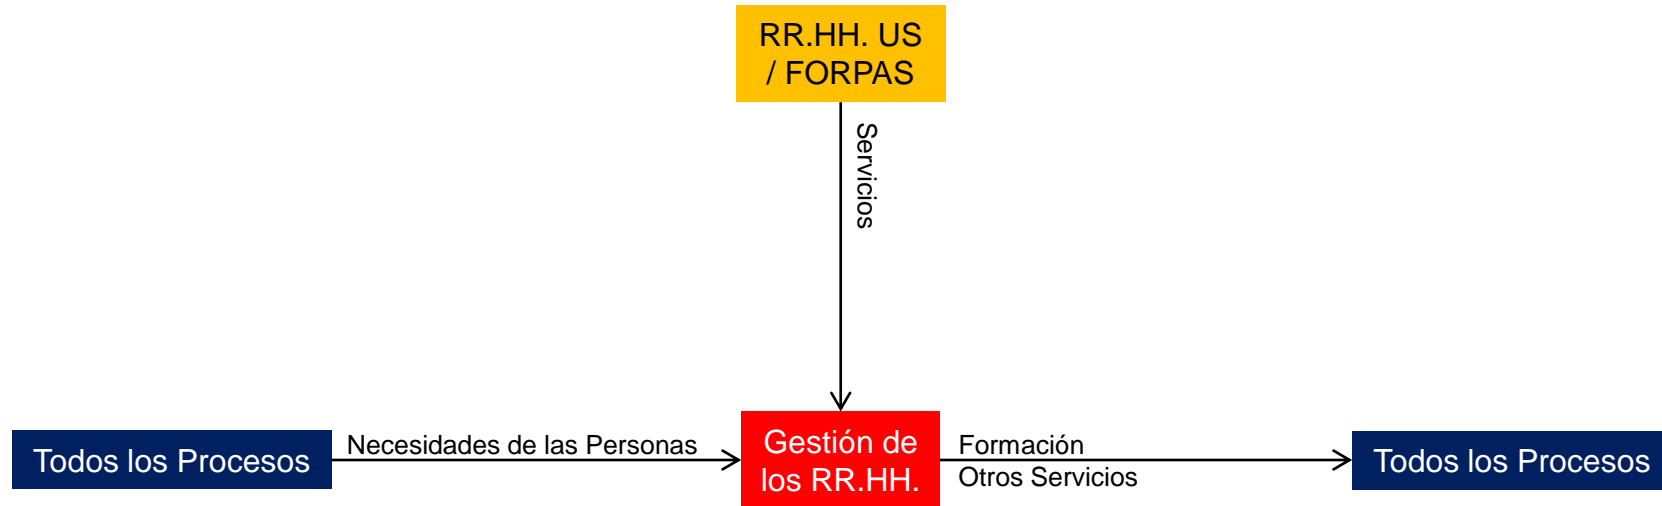 RR.HH. US
/ FORPAS
Servicios
Todos los Procesos
Necesidades de las Personas
Gestión de
los RR.HH.
Formación
Otros Servicios
Todos los Procesos